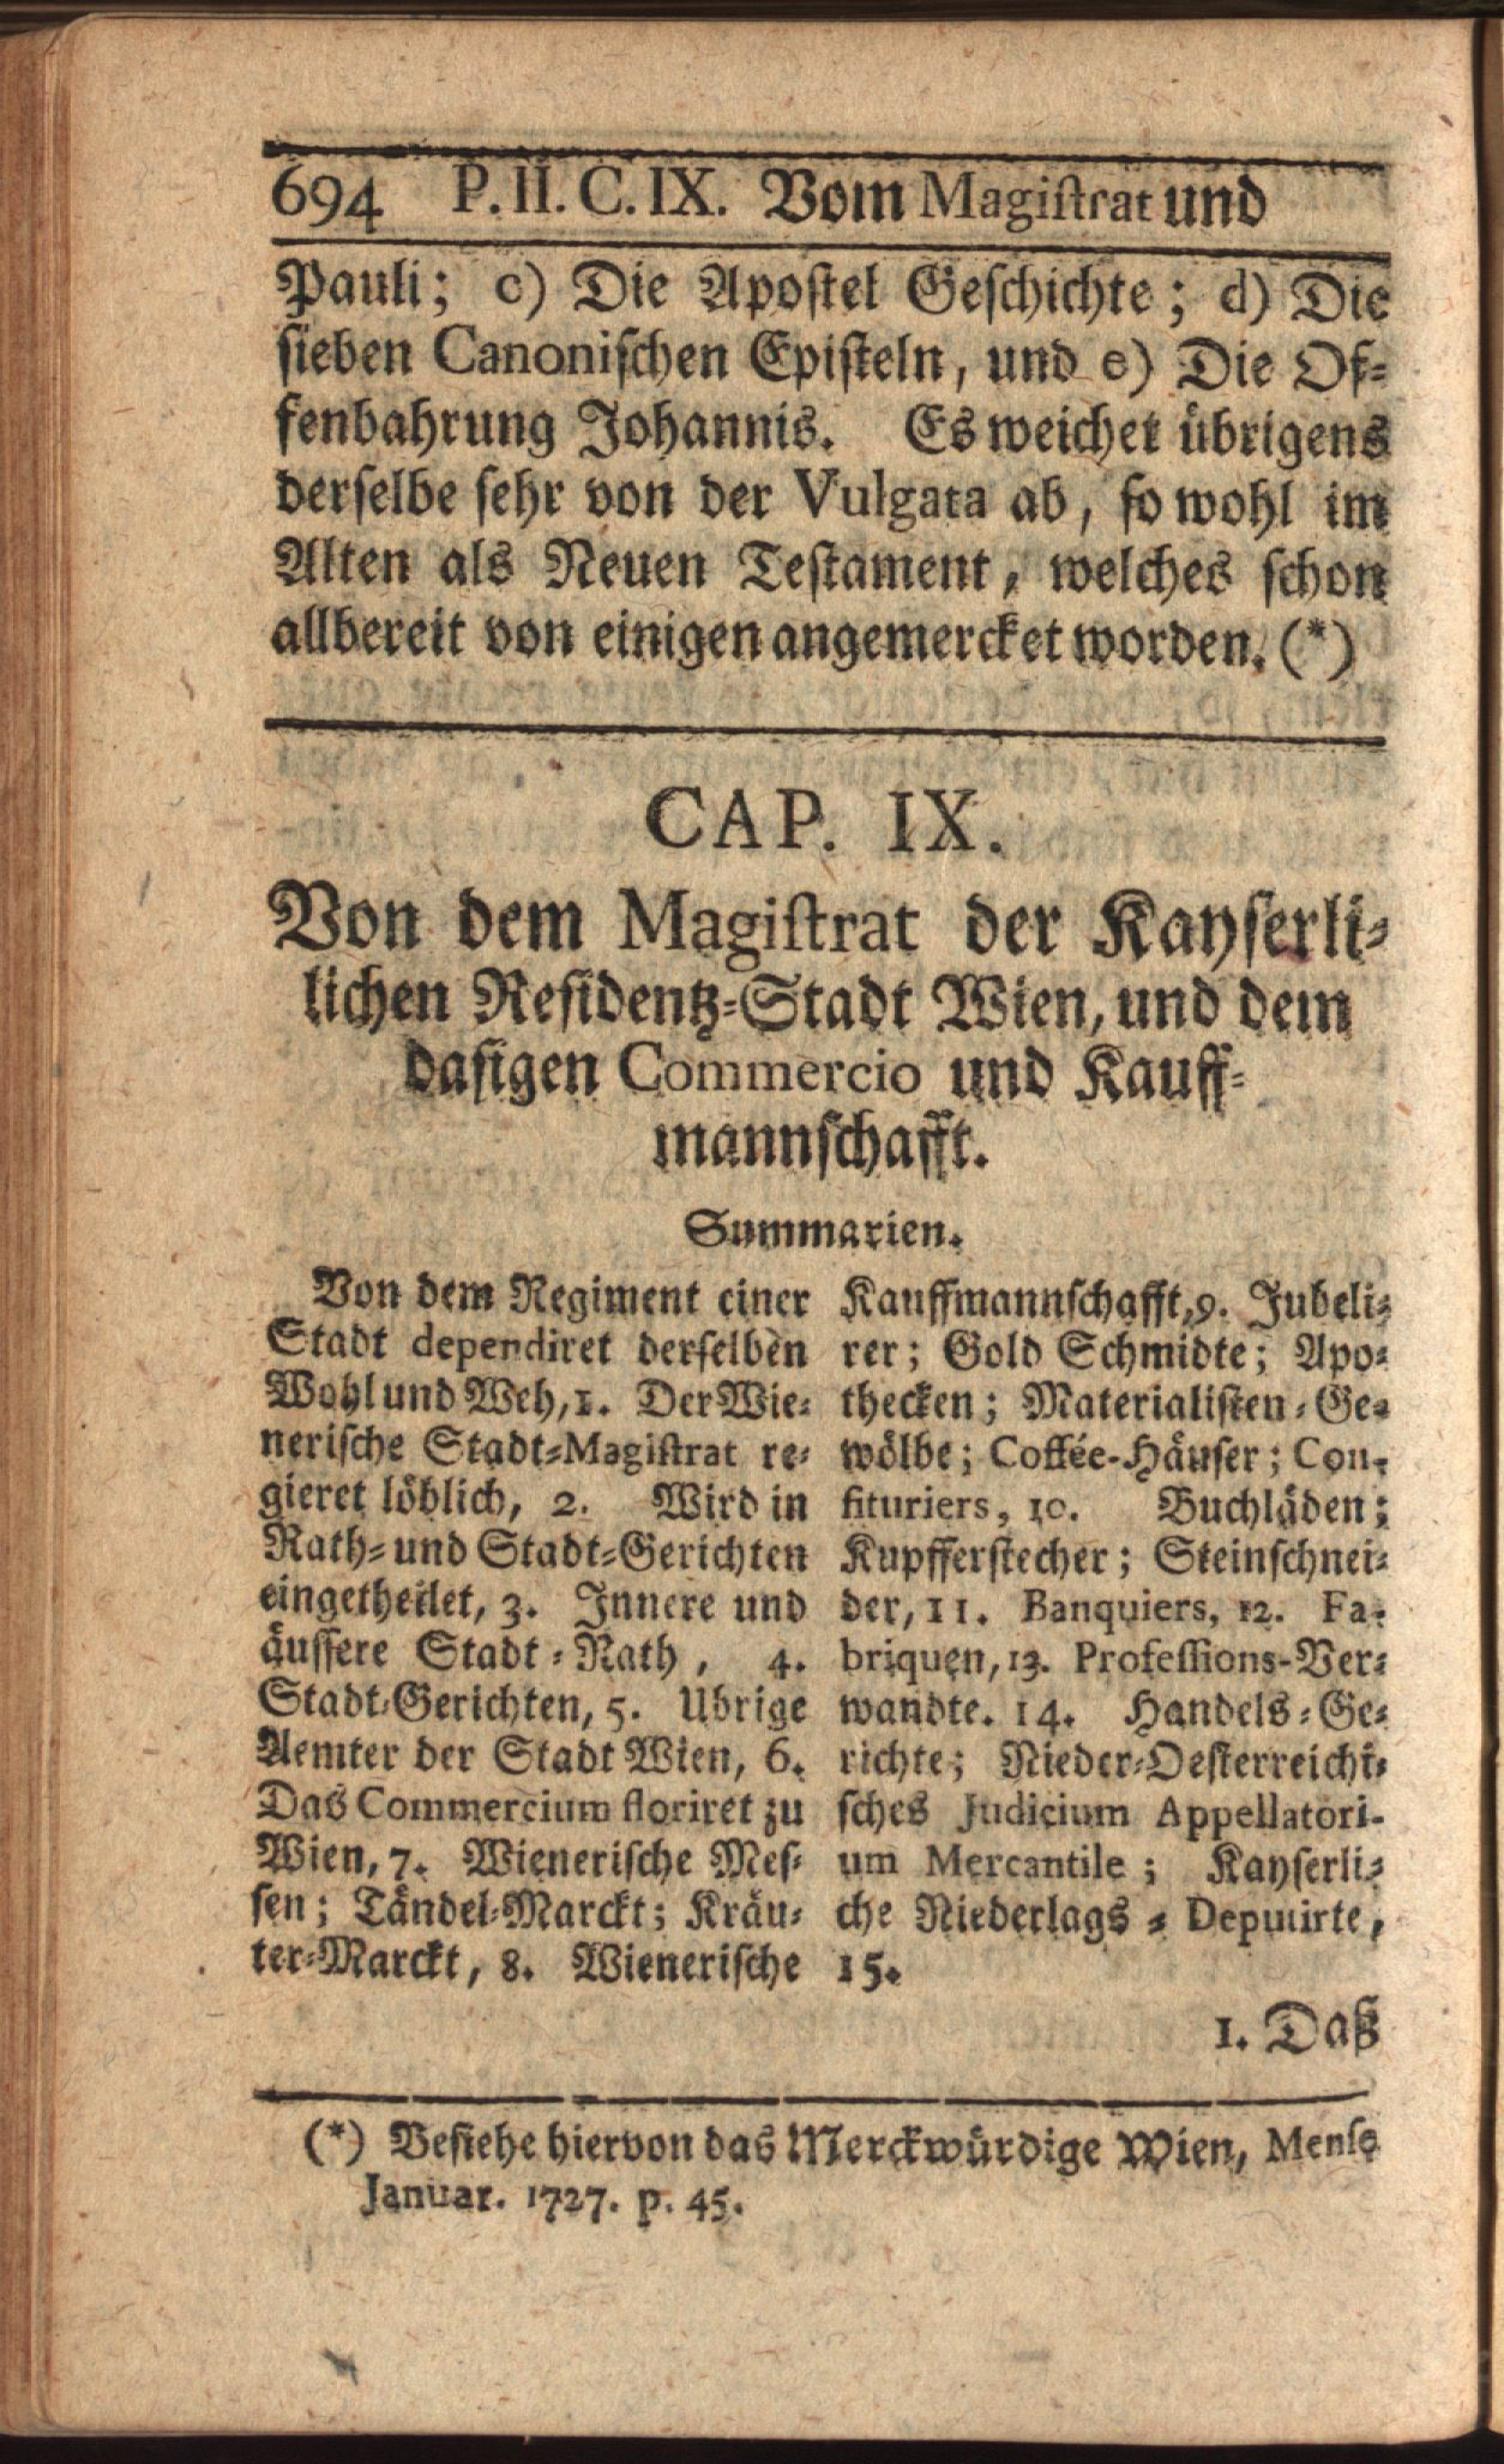 694 P.II. C.IX. Vom Magistrat und
Pauli; c) Die Apostel Geschichte; d) Die
sieben Canonischen Episteln, und e) Die Of-
fenbahrung Johannis. Es weichet übrigens
derselbe sehr von der Vulgata ab, so wohl im
Alten als Neuen Testament, welches schon
allbereit von einigen angemercket worden. (*)
CAP. IX.
Von dem Magistrat der Kayserli-
lichen Residentz-Stadt Wien, und dem
dasigen Commercio und Kauff-
mannschafft.
Summarien.
Von dem Regiment einer
Stadt dependiret derselben
Wohl und Weh, 1. Der Wie-
nerische Stadt-Magistrat re-
gieret löblich, 2. Wird in
Rath- und Stadt-Gerichten
eingetheilet, 3. Innere und
äussere Stadt-Rath, 4.
Stadt-Gerichten, 5. Ubrige
Aemter der Stadt Wien, 6.
Das Commercium floriret zu
Wien, 7. Wienerische Mes-
sen; Tändel-Marckt; Kräu-
ter-Marckt, 8. Wienerische
Kauffmannschafft, 9. Jubeli-
rer; Gold Schmidte; Apo-
thecken; Materialisten-Ge-
wölbe; Coffée-Häuser; Con-
fituriers, 10. Buchläden;
Kupfferstecher; Steinschnei-
der, 11. Banquiers, 12. Fa-
briquen, 13. Professions-Ver-
wandte. 14. Handels-Ge-
richte; Nieder-Oesterreichi-
sches Judicium Appellatori-
um Mercantile; Kayserli-
che Niederlags-Deputirte,
15.
1. Daß
(*) Besiehe hiervon das Merckwürdige Wien, Mense
Januar. 1727. p. 45.